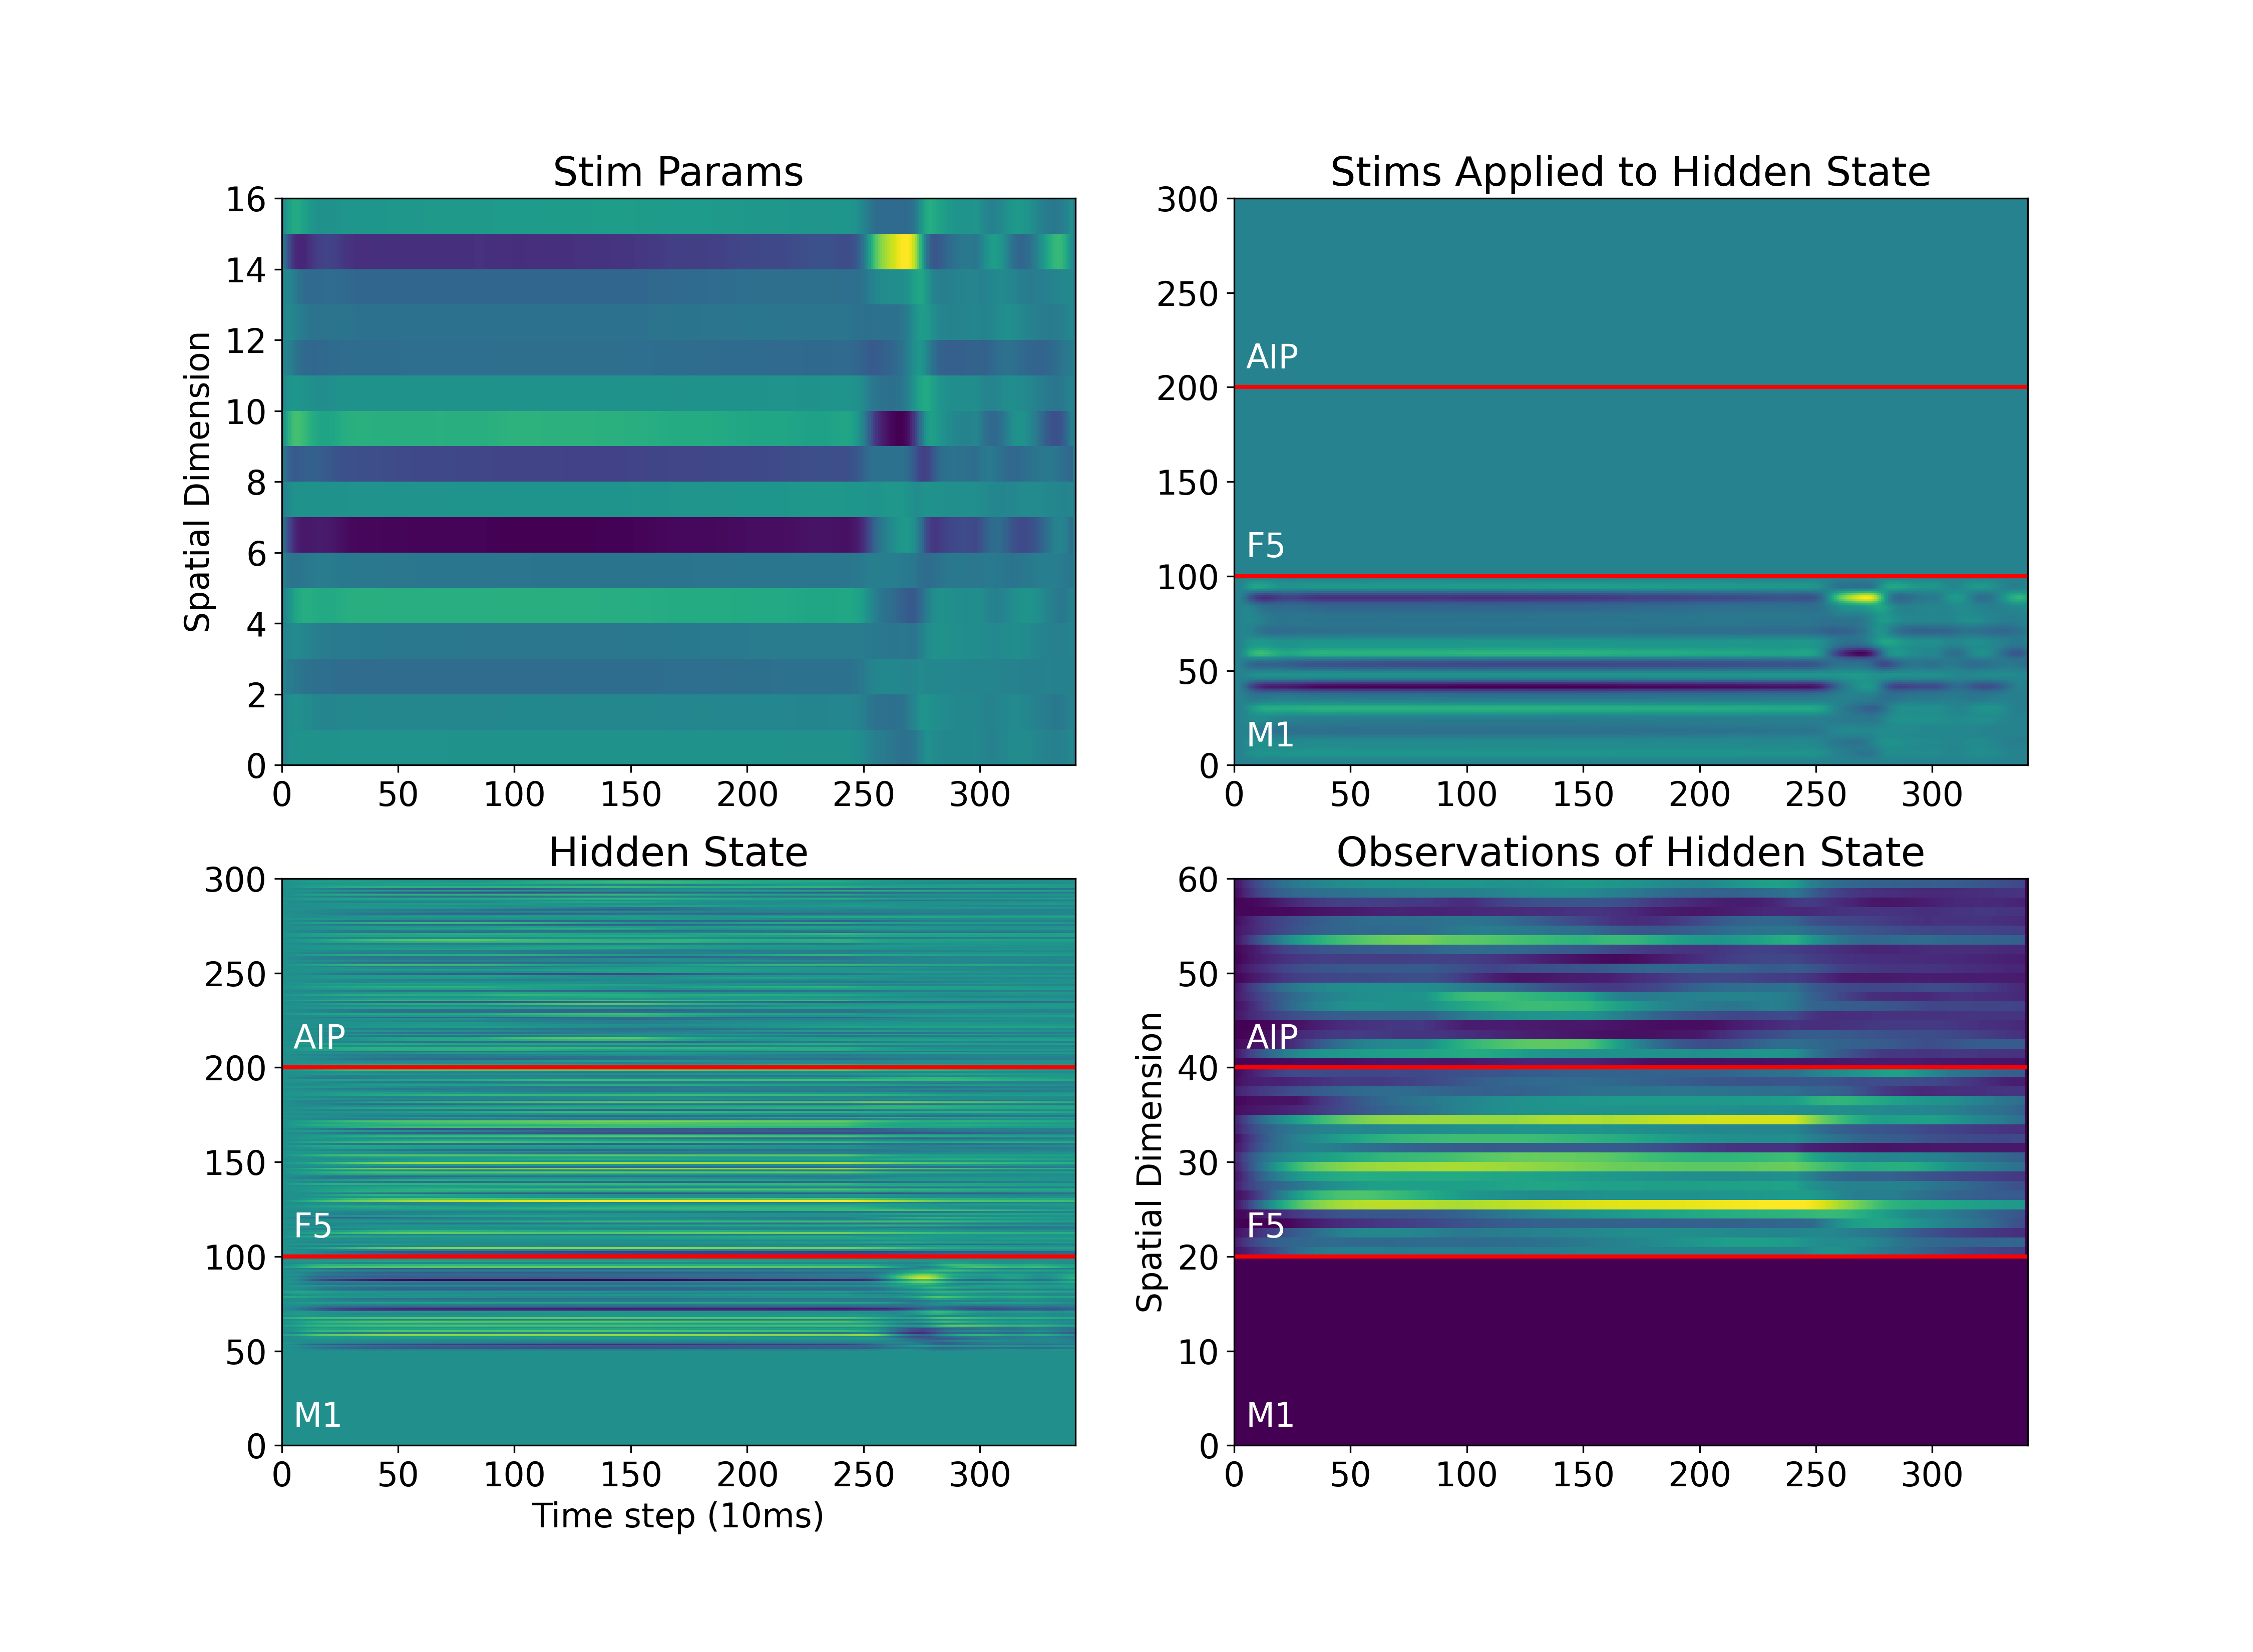 Stim Params
16
14
12
10
8
6
4
2
0
Spatial Dimension
0 50 100 150 200 250 300
Stims Applied to Hidden State
300
250
200
150
100
50
0
AIP
F5
M1
0 50 100 150 200 250 300
Hidden State
300
250
200
150
100
50
0
AIP
F5
M1
0 50 100 150 200 250 300
Time step (10ms)
Observations of Hidden State
60
50
40
30
20
10
0
Spatial Dimension
AIP
F5
M1
0 50 100 150 200 250 300